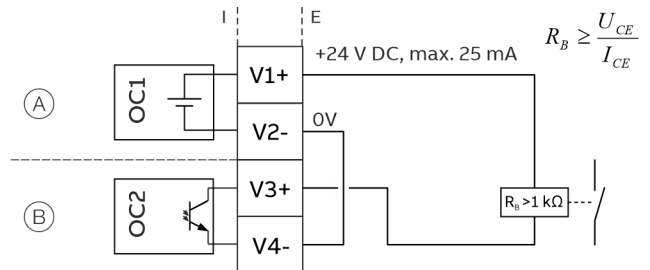 I E
+24 V DC, max. 25 mA
R_B ≥ U_CE / I_CE
A
OC1
V1+
V2-
0V
B
OC2
V3+
V4-
R_B>1 kΩ